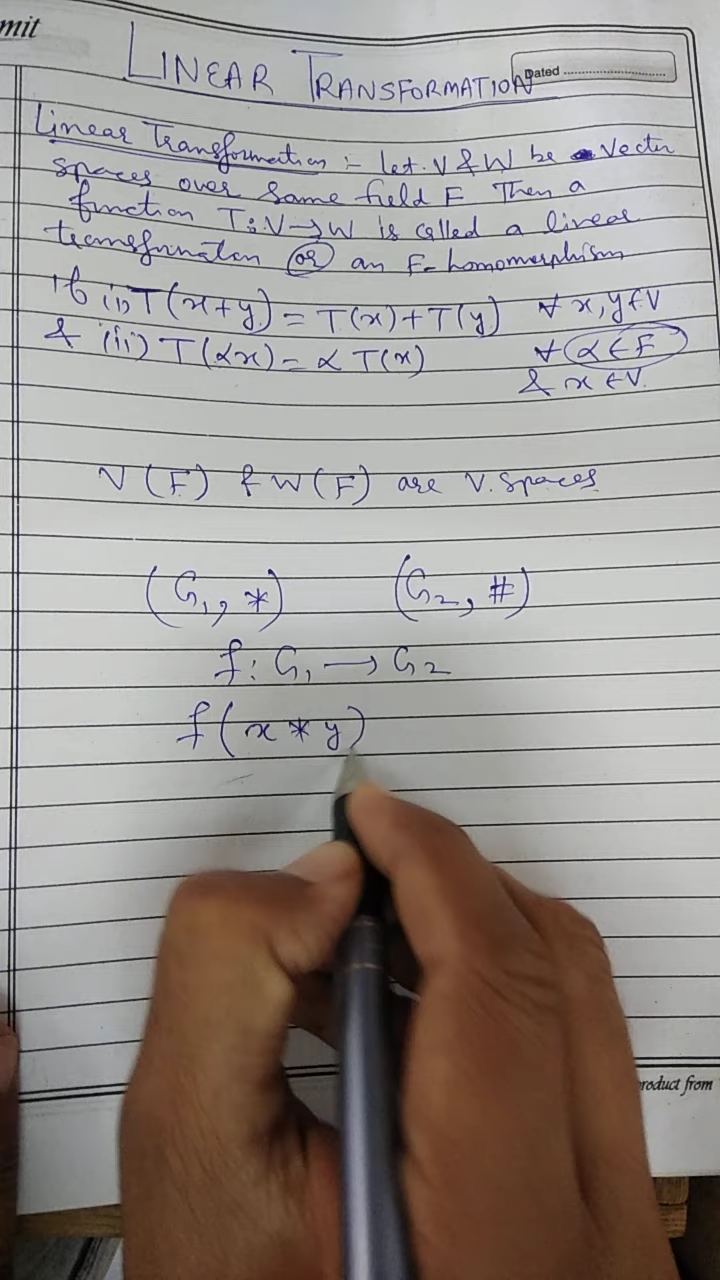 mit
LINEAR TRANSFORMATION
Dated
Linear Transformation :- let V & W be Vector
spaces over same field F Then a
function T: V → W is called a linear
transformation (or) an F-homomorphism
if (i) T(x+y) = T(x) + T(y) ∀ x, y ∈ V
& (ii) T(αx) = α T(x) ∀ α ∈ F
& x ∈ V.
V(F) & W(F) are V. spaces
(G₁, *) (G₂, #)
f: G₁ → G₂
f(x * y)
roduct from